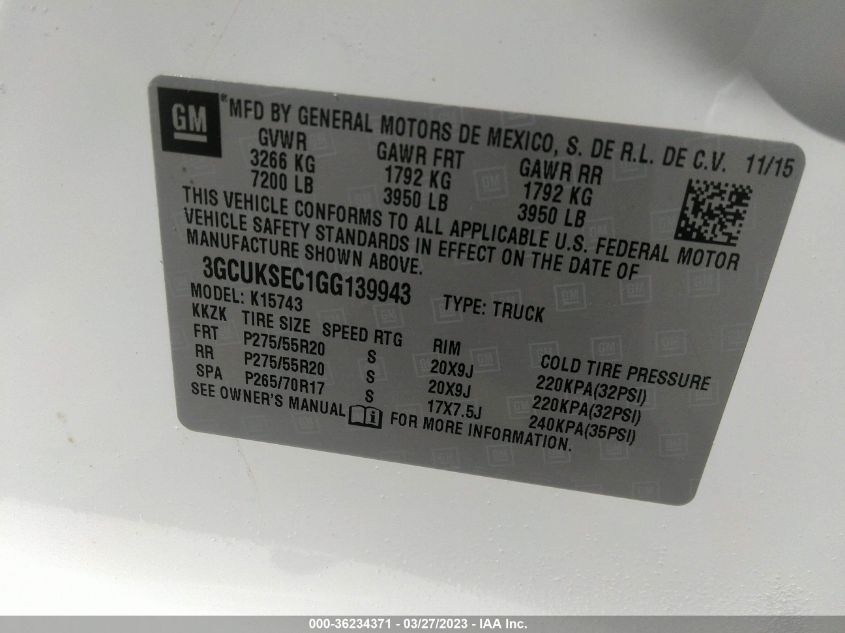 GM
*MFD BY GENERAL MOTORS DE MEXICO, S. DE R.L. DE C.V. 11/15
GVWR GAWR FRT GAWR RR
3266 KG 1792 KG 1792 KG
7200 LB 3950 LB 3950 LB
THIS VEHICLE CONFORMS TO ALL APPLICABLE U.S. FEDERAL MOTOR
VEHICLE SAFETY STANDARDS IN EFFECT ON THE DATE OF
MANUFACTURE SHOWN ABOVE.
3GCUKSEC1GG139943 TYPE: TRUCK
MODEL: K15743
KKZK TIRE SIZE SPEED RTG RIM COLD TIRE PRESSURE
FRT P275/55R20 S 20X9J 220KPA(32PSI)
RR P275/55R20 S 20X9J 220KPA(32PSI)
SPA P265/70R17 S 17X7.5J 240KPA(35PSI)
SEE OWNER'S MANUAL FOR MORE INFORMATION.
000-36234371 - 03/27/2023 - IAA Inc.